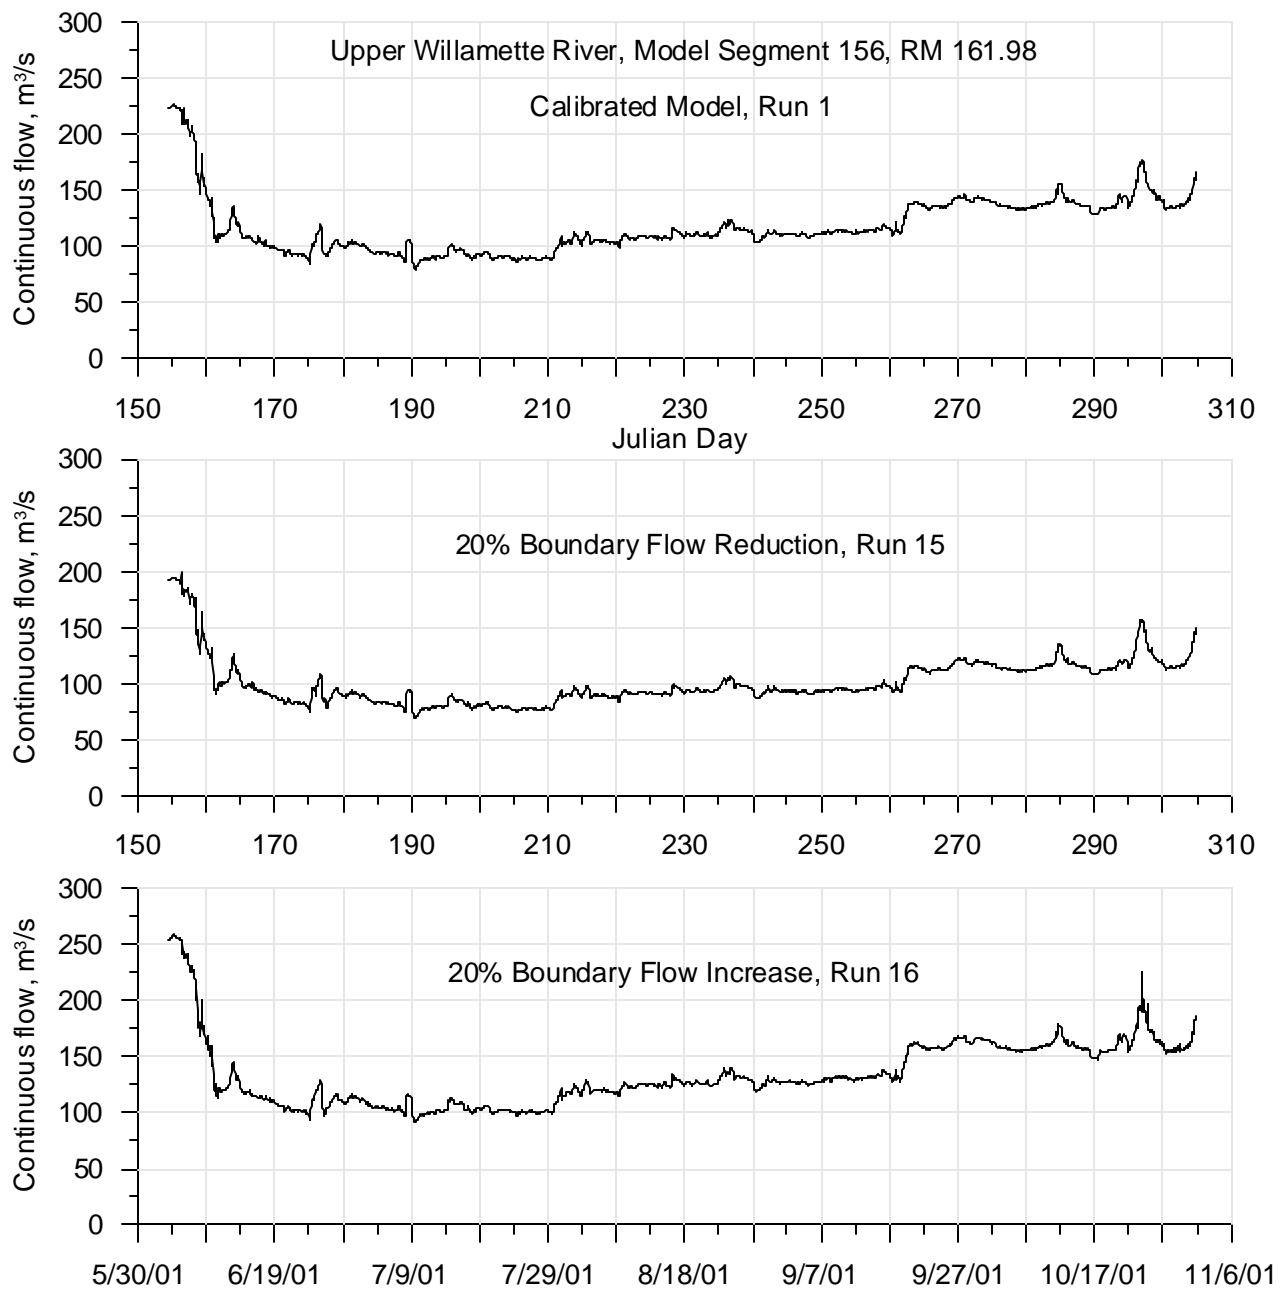 300
Upper Willamette River, Model Segment 156, RM 161.98
250
Calibrated Model, Run 1
200
150
100
50
0
Continuous flow, m³/s
150 170 190 210 230 250 270 290 310
Julian Day
300
250
20% Boundary Flow Reduction, Run 15
200
150
100
50
0
Continuous flow, m³/s
150 170 190 210 230 250 270 290 310
300
250
20% Boundary Flow Increase, Run 16
200
150
100
50
0
Continuous flow, m³/s
5/30/01 6/19/01 7/9/01 7/29/01 8/18/01 9/7/01 9/27/01 10/17/01 11/6/01